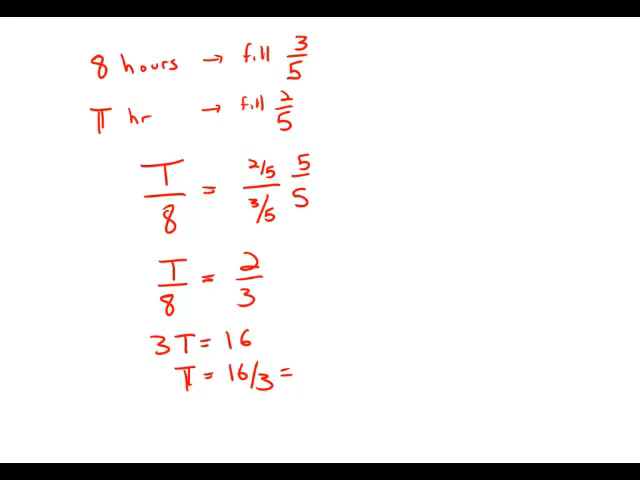 8 hours → fill 3/5
T hr → fill 2/5
T/8 = (2/5)/(3/5) 5/5
T/8 = 2/3
3T = 16
T = 16/3 =